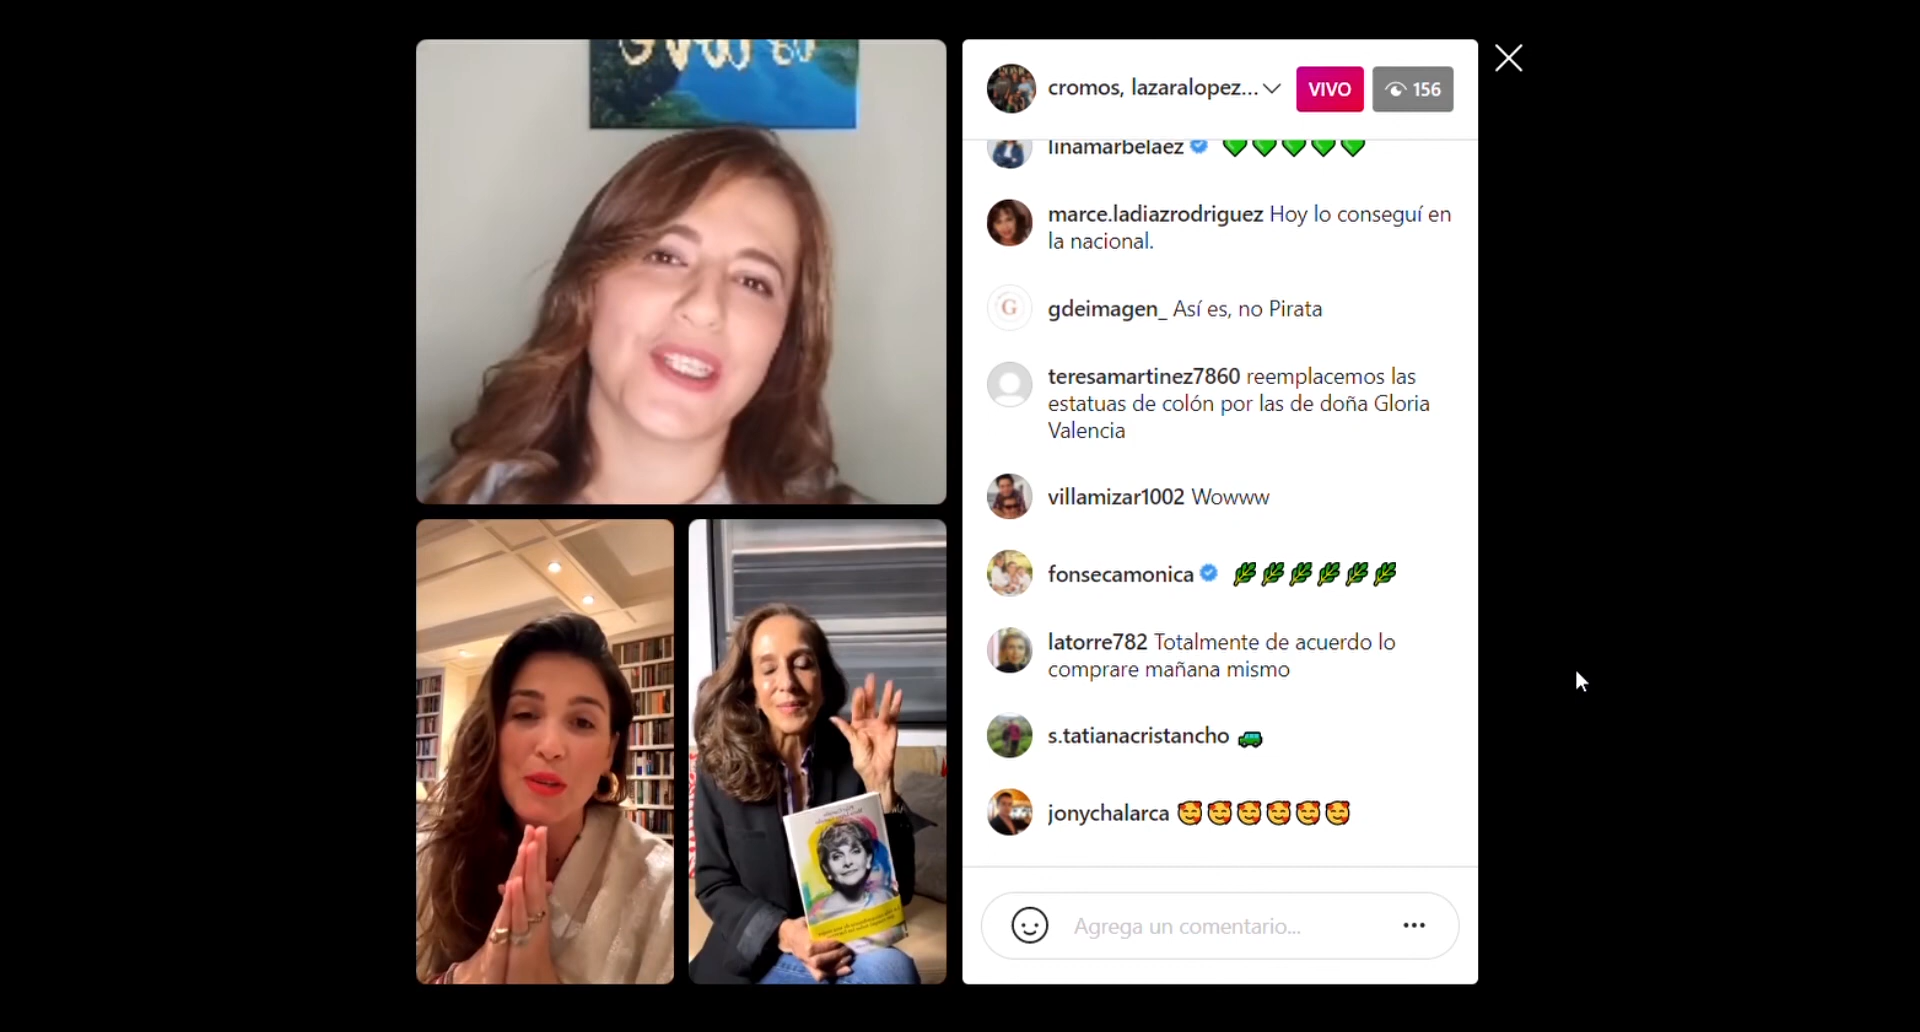 cromos, lazaralopez...
VIVO
156
linamarbelaez
marce.ladiazrodriguez Hoy lo conseguí en
la nacional.
G
gdeimagen_ Así es, no Pirata
teresamartinez7860 reemplacemos las
estatuas de colón por las de doña Gloria
Valencia
villamizar1002 Wowww
fonsecamonica
latorre782 Totalmente de acuerdo lo
comprare mañana mismo
s.tatianacristancho
jonychalarca
Agrega un comentario...